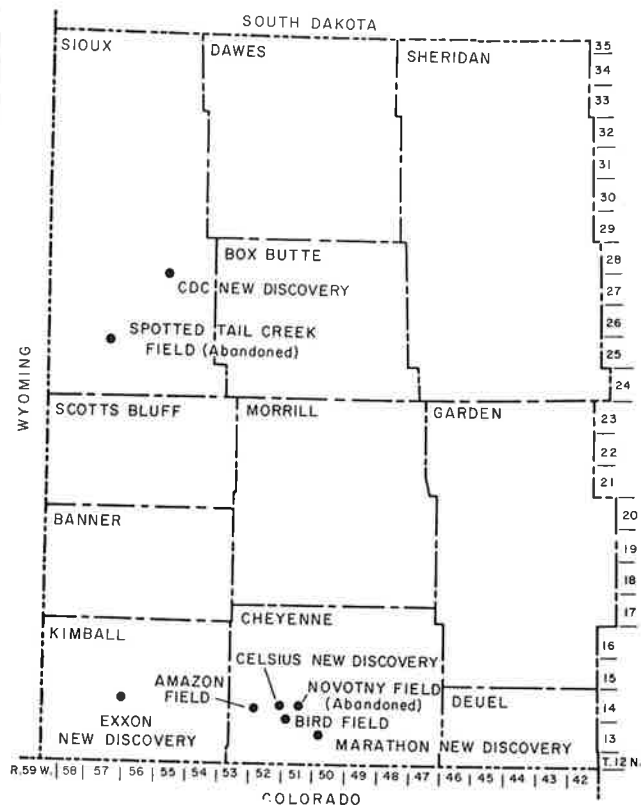 SOUTH DAKOTA
SIOUX
DAWES
SHERIDAN
35
34
33
32
31
30
29
BOX BUTTE
28
CDC NEW DISCOVERY
27
SPOTTED TAIL CREEK
FIELD (Abandoned)
26
25
24
WYOMING
SCOTTS BLUFF
MORRILL
GARDEN
23
22
21
BANNER
20
19
18
17
KIMBALL
CHEYENNE
16
CELSIUS NEW DISCOVERY
15
AMAZON
FIELD
NOVOTNY FIELD
(Abandoned)
DEUEL
14
BIRD FIELD
EXXON
NEW DISCOVERY
MARATHON NEW DISCOVERY
13
T. 12 N.
R. 59 W. 58 57 56 55 54 53 52 51 50 49 48 47 46 45 44 43 42
COLORADO